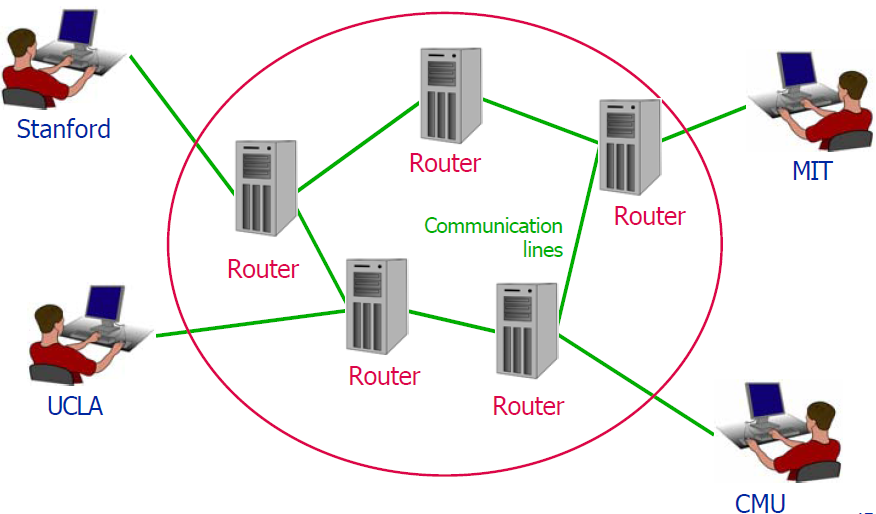 Stanford
Router
MIT
Router
Communication
lines
Router
Router
UCLA
Router
CMU